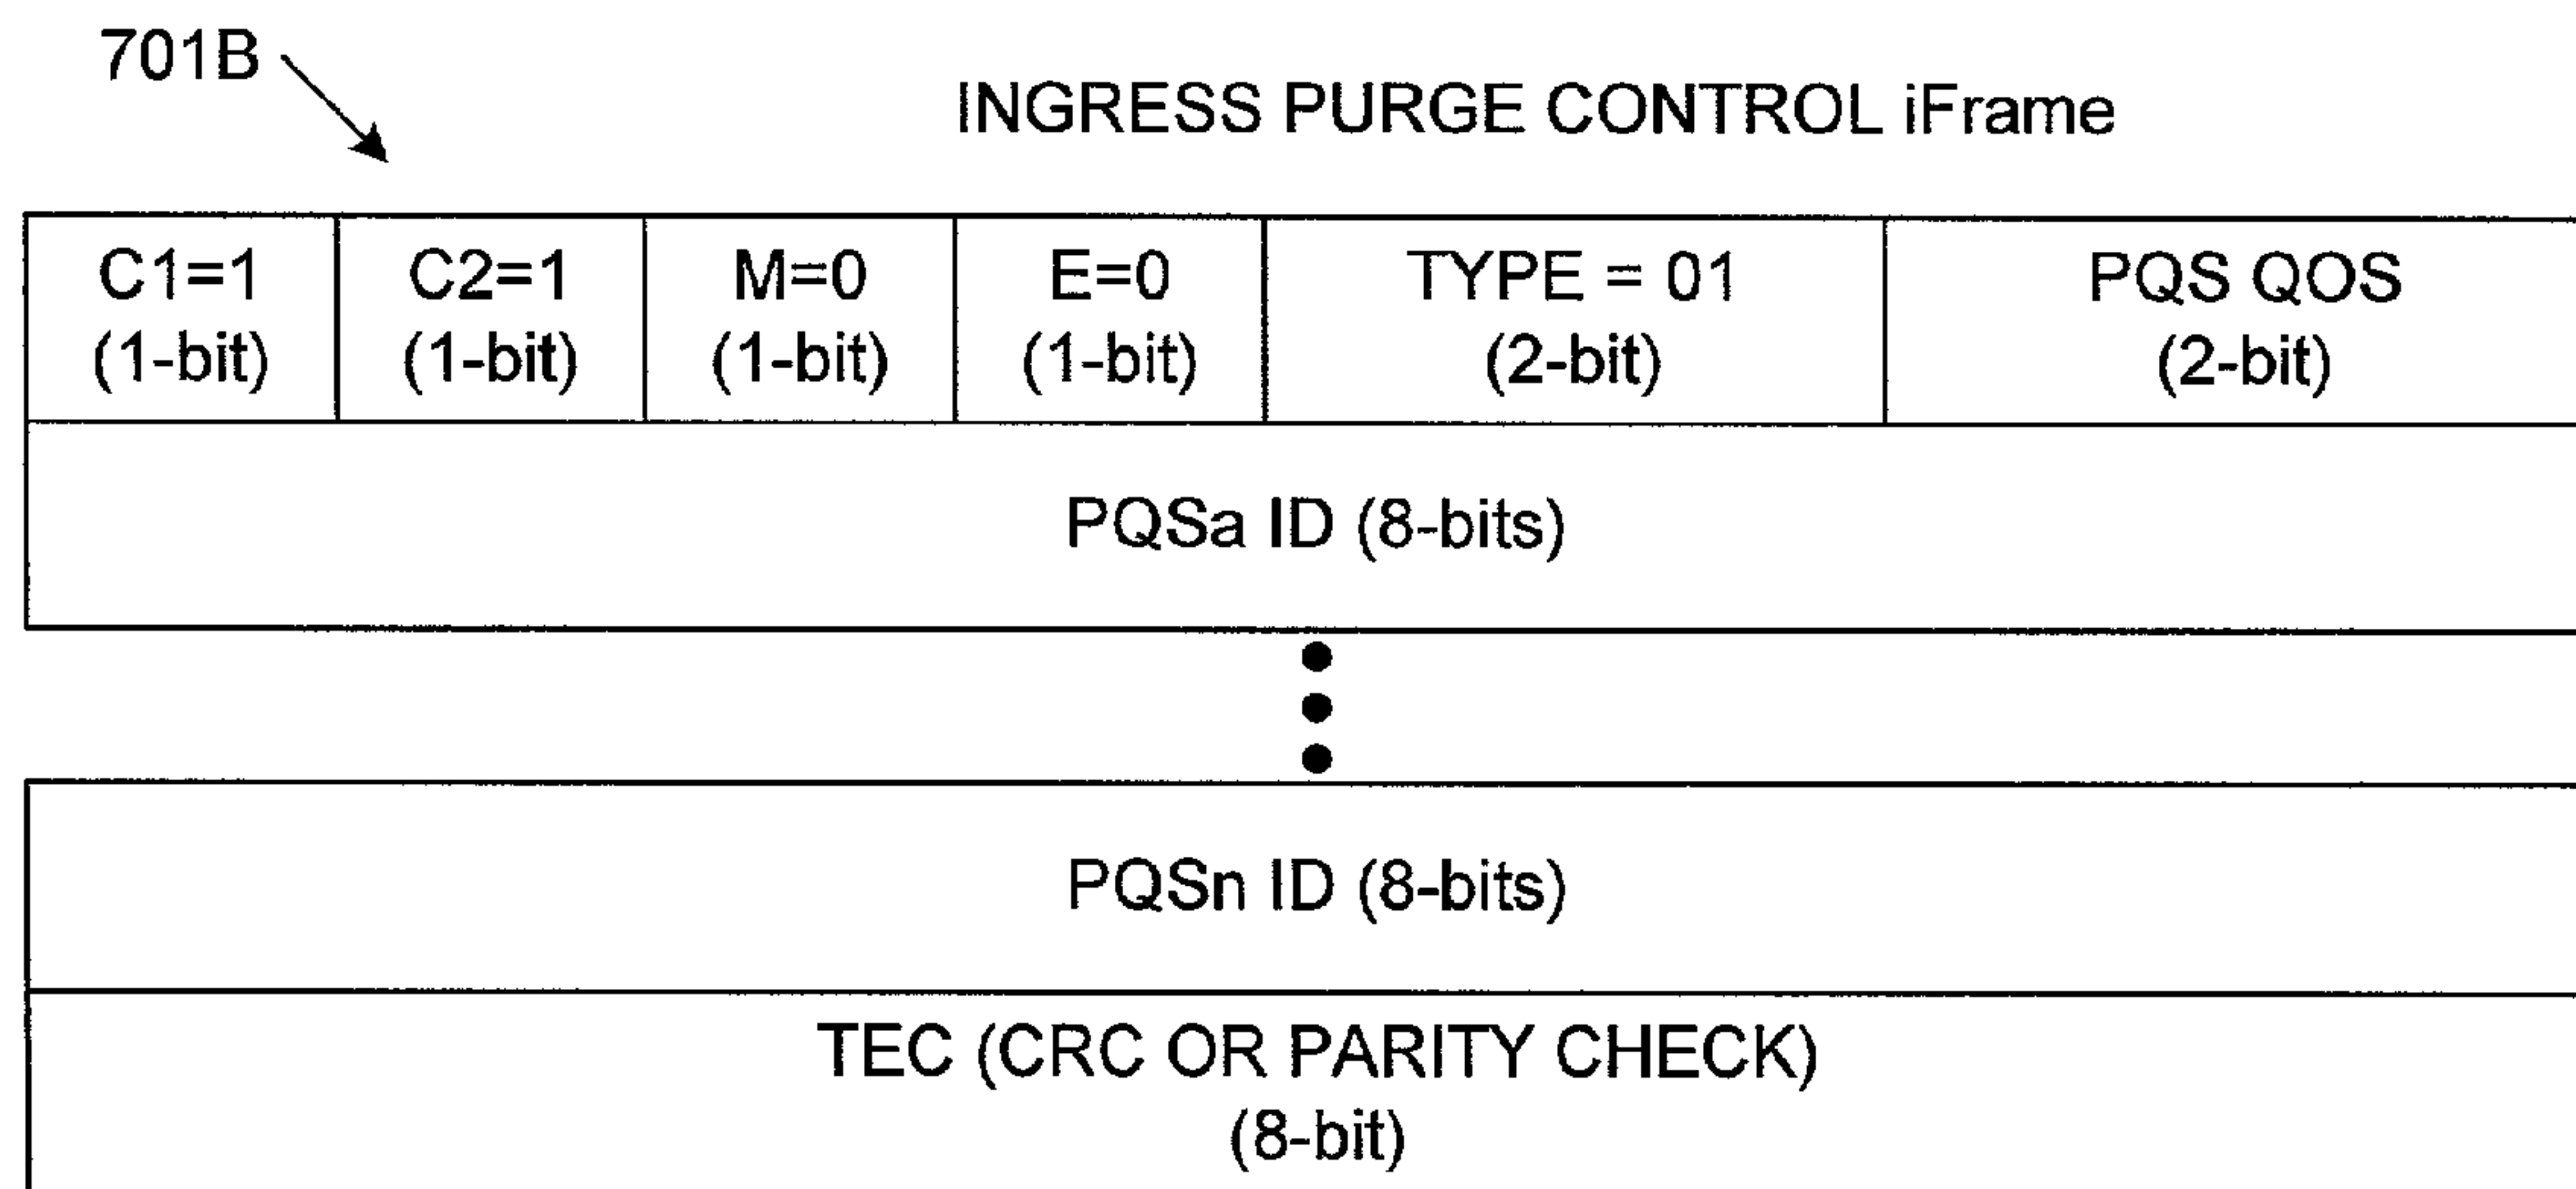 701B
INGRESS PURGE CONTROL iFrame
C1=1 C2=1 M=0 E=0 TYPE = 01 PQS QOS
(1-bit) (1-bit) (1-bit) (1-bit) (2-bit) (2-bit)
PQSa ID (8-bits)
PQSn ID (8-bits)
TEC (CRC OR PARITY CHECK)
(8-bit)